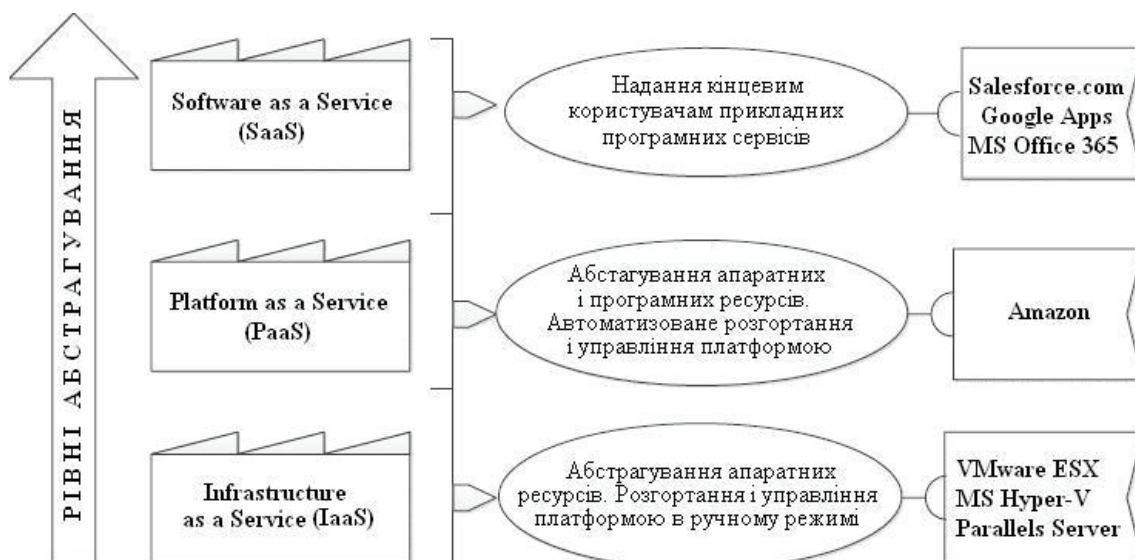 РІВНІ АБСТРАГУВАННЯ
Software as a Service
(SaaS)
Надання кінцевим
користувачам прикладних
програмних сервісів
Salesforce.com
Google Apps
MS Office 365
Platform as a Service
(PaaS)
Абстагування апаратних
і програмних ресурсів.
Автоматизоване розгортання
і управління платформою
Amazon
Infrastructure
as a Service (IaaS)
Абстрагування апаратних
ресурсів. Розгортання і управління
платформою в ручному режимі
VMware ESX
MS Hyper-V
Parallels Server